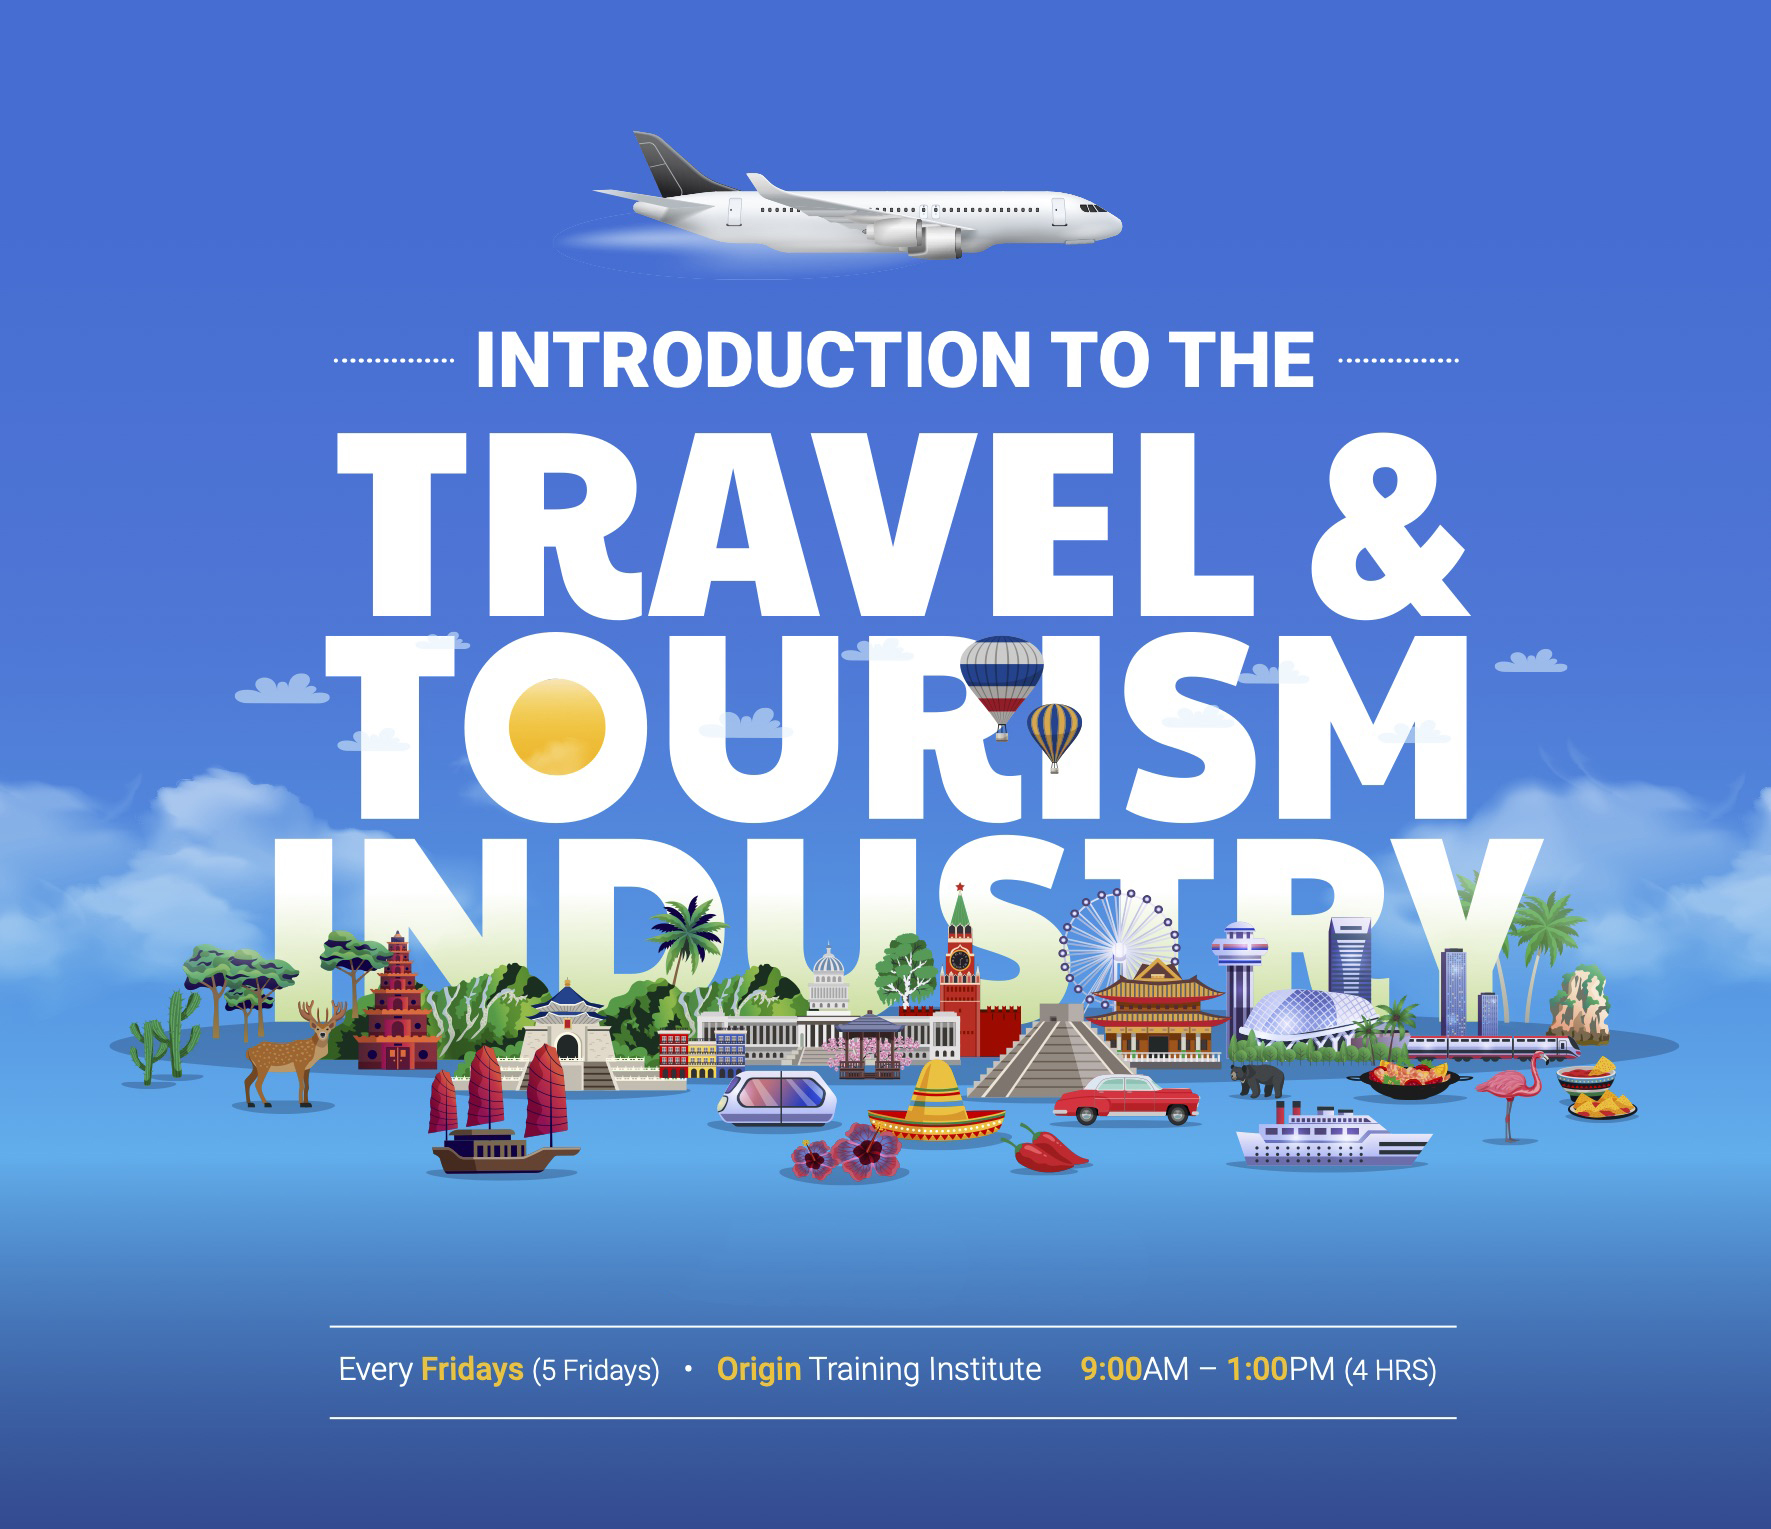 INTRODUCTION TO THE
TRAVEL &
TOURISM
INDUSTRY
Every Fridays (5 Fridays) • Origin Training Institute 9:00AM – 1:00PM (4 HRS)